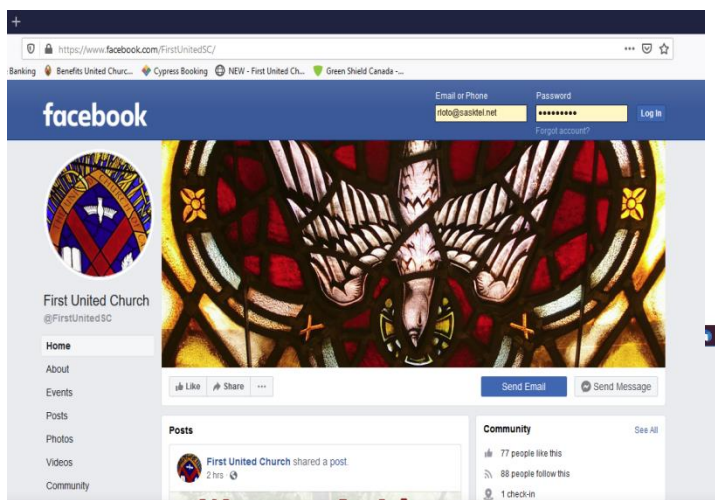 +
https://www.facebook.com/FirstUnitedSC/
Banking Benefits United Churc... Cypress Booking NEW - First United Ch... Green Shield Canada -...
Email or Phone Password
facebook
rfoto@sasktel.net ••••••••• Log In
Forgot account?
First United Church
@FirstUnitedSC
Home
About
Events
Posts
Photos
Videos
Community
Like Share ...
Send Email Send Message
Posts
First United Church shared a post.
2 hrs
Community See All
77 people like this
88 people follow this
1 check-in